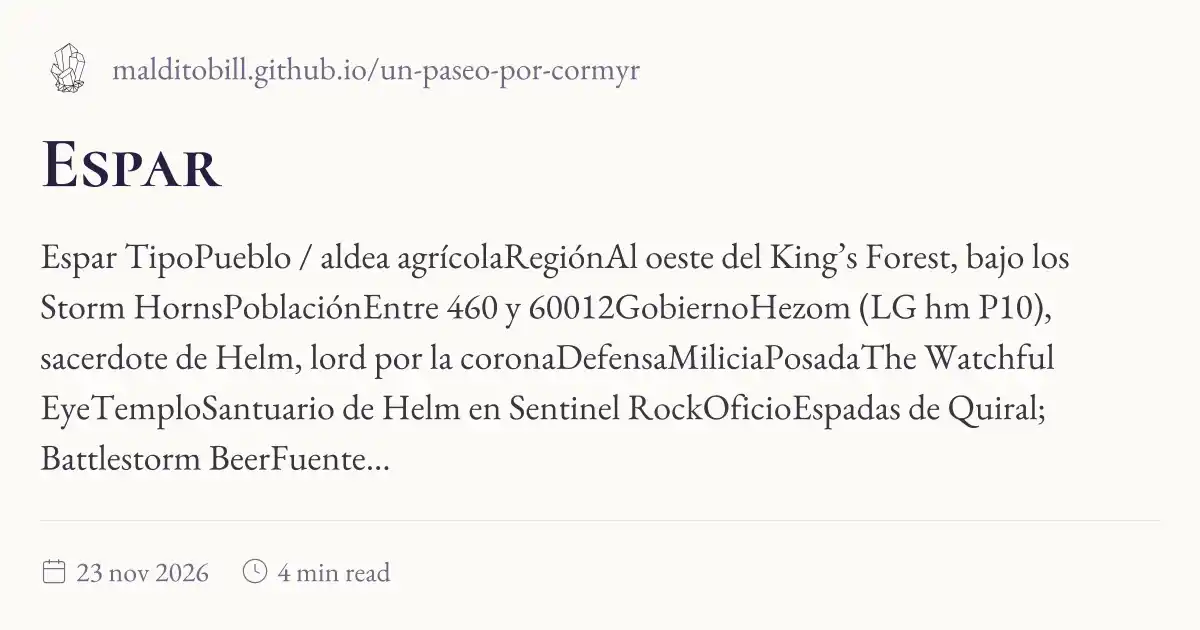 malditobill.github.io/un-paseo-por-cormyr
Espar
Espar TipoPueblo / aldea agrícolaRegiónAl oeste del King’s Forest, bajo los
Storm HornsPoblaciónEntre 460 y 60012GobiernoHezom (LG hm P10),
sacerdote de Helm, lord por la coronaDefensaMiliciaPosadaThe Watchful
EyeTemploSantuario de Helm en Sentinel RockOficioEspadas de Quiral;
Battlestorm BeerFuente...
23 nov 2026 4 min read